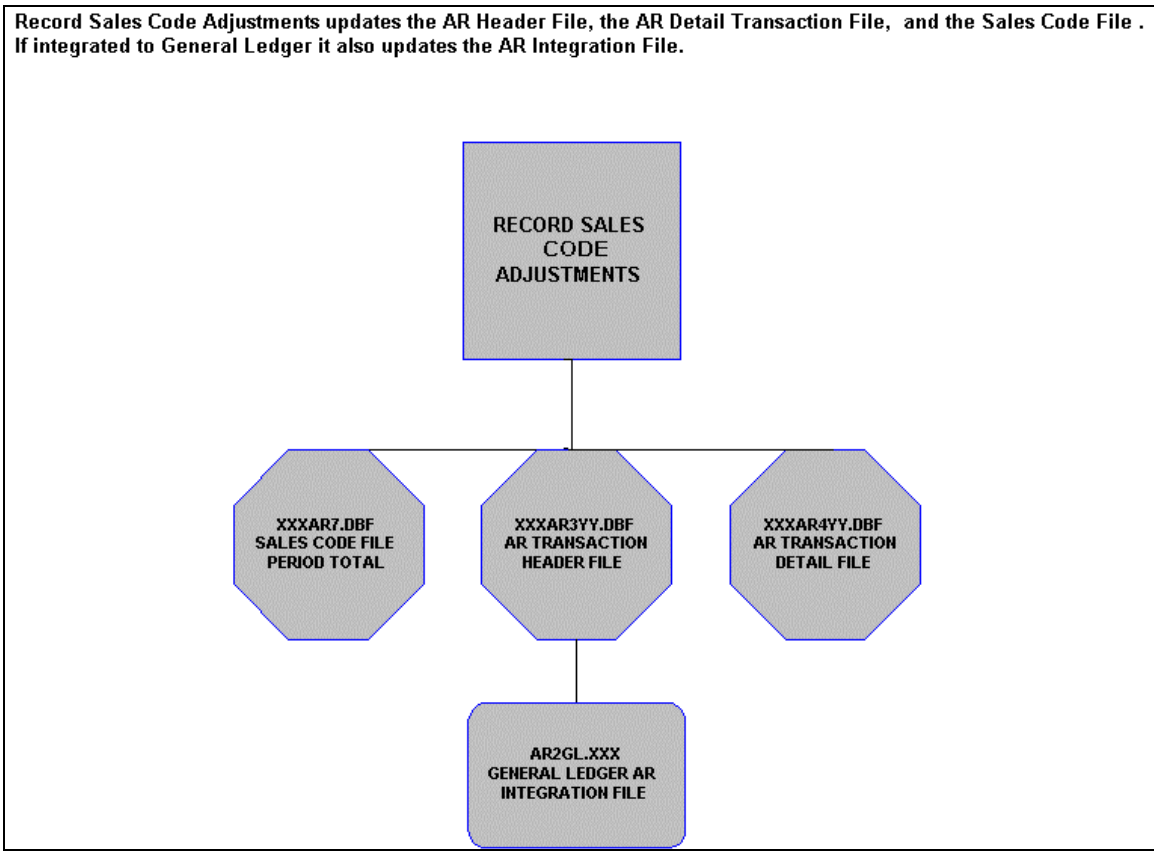 Record Sales Code Adjustments updates the AR Header File, the AR Detail Transaction File,  and the Sales Code File .
If integrated to General Ledger it also updates the AR Integration File.
RECORD SALES
CODE
ADJUSTMENTS
XXXAR7.DBF
SALES CODE FILE
PERIOD TOTAL
XXXAR3YY.DBF
AR TRANSACTION
HEADER FILE
XXXAR4YY.DBF
AR TRANSACTION
DETAIL FILE
AR2GL.XXX
GENERAL LEDGER AR
INTEGRATION FILE